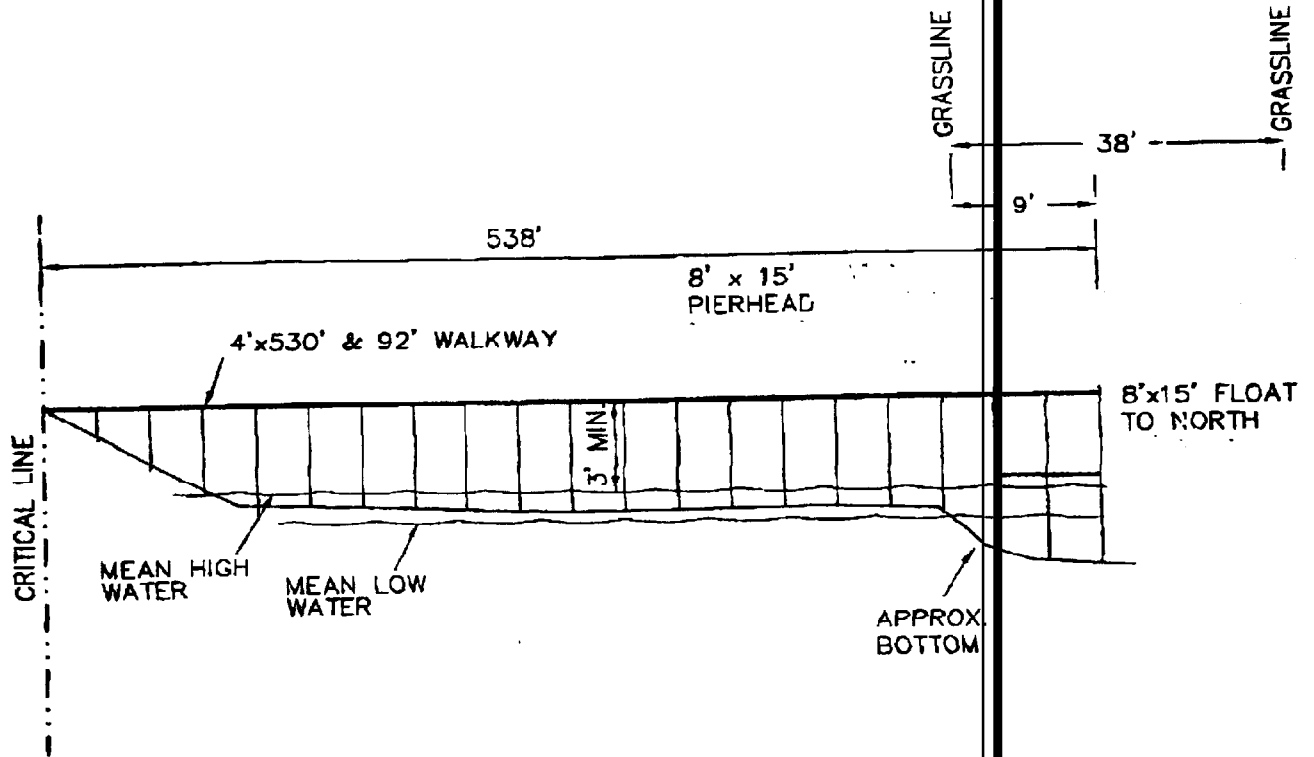 GRASSLINE
GRASSLINE
38'
9'
538'
8' x 15'
PIERHEAD
4'x530' & 92' WALKWAY
8'x15' FLOAT
TO NORTH
3' MIN.
CRITICAL LINE
MEAN HIGH
WATER
MEAN LOW
WATER
APPROX.
BOTTOM